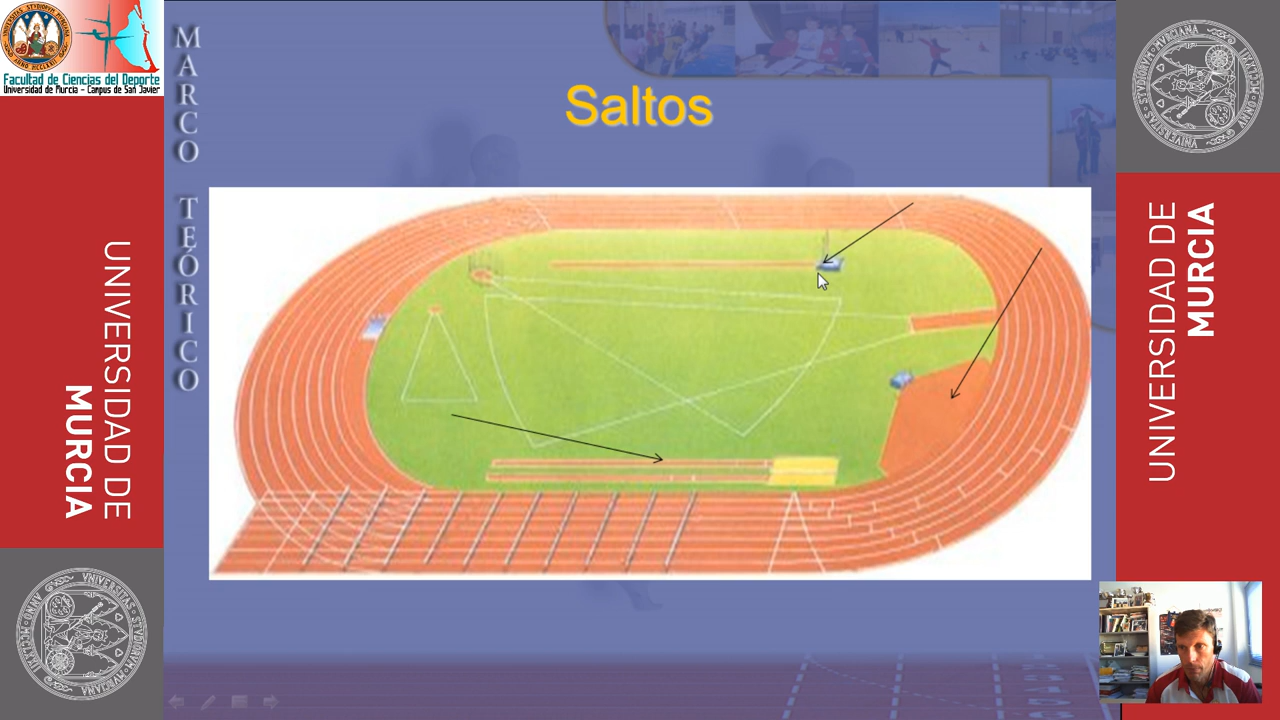 Facultad de Ciencias del Deporte
Universidad de Murcia - Campus de San Javier
MARCO
TEÓRICO
Saltos
UNIVERSIDAD DE
MURCIA
UNIVERSIDAD DE
MURCIA